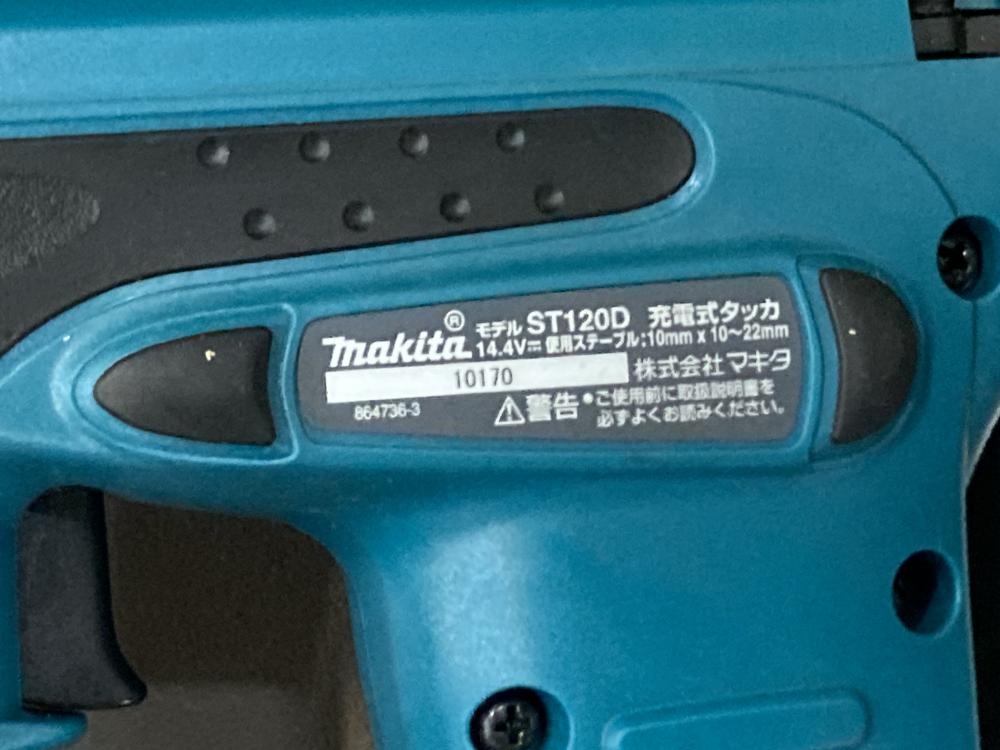 makita® モデル ST120D 充電式タッカ
14.4V⎓ 使用ステープル:10mm x 10〜22mm
10170 株式会社マキタ
864736-3 ⚠警告 • ご使用前に取扱説明書を
必ずよくお読みください。